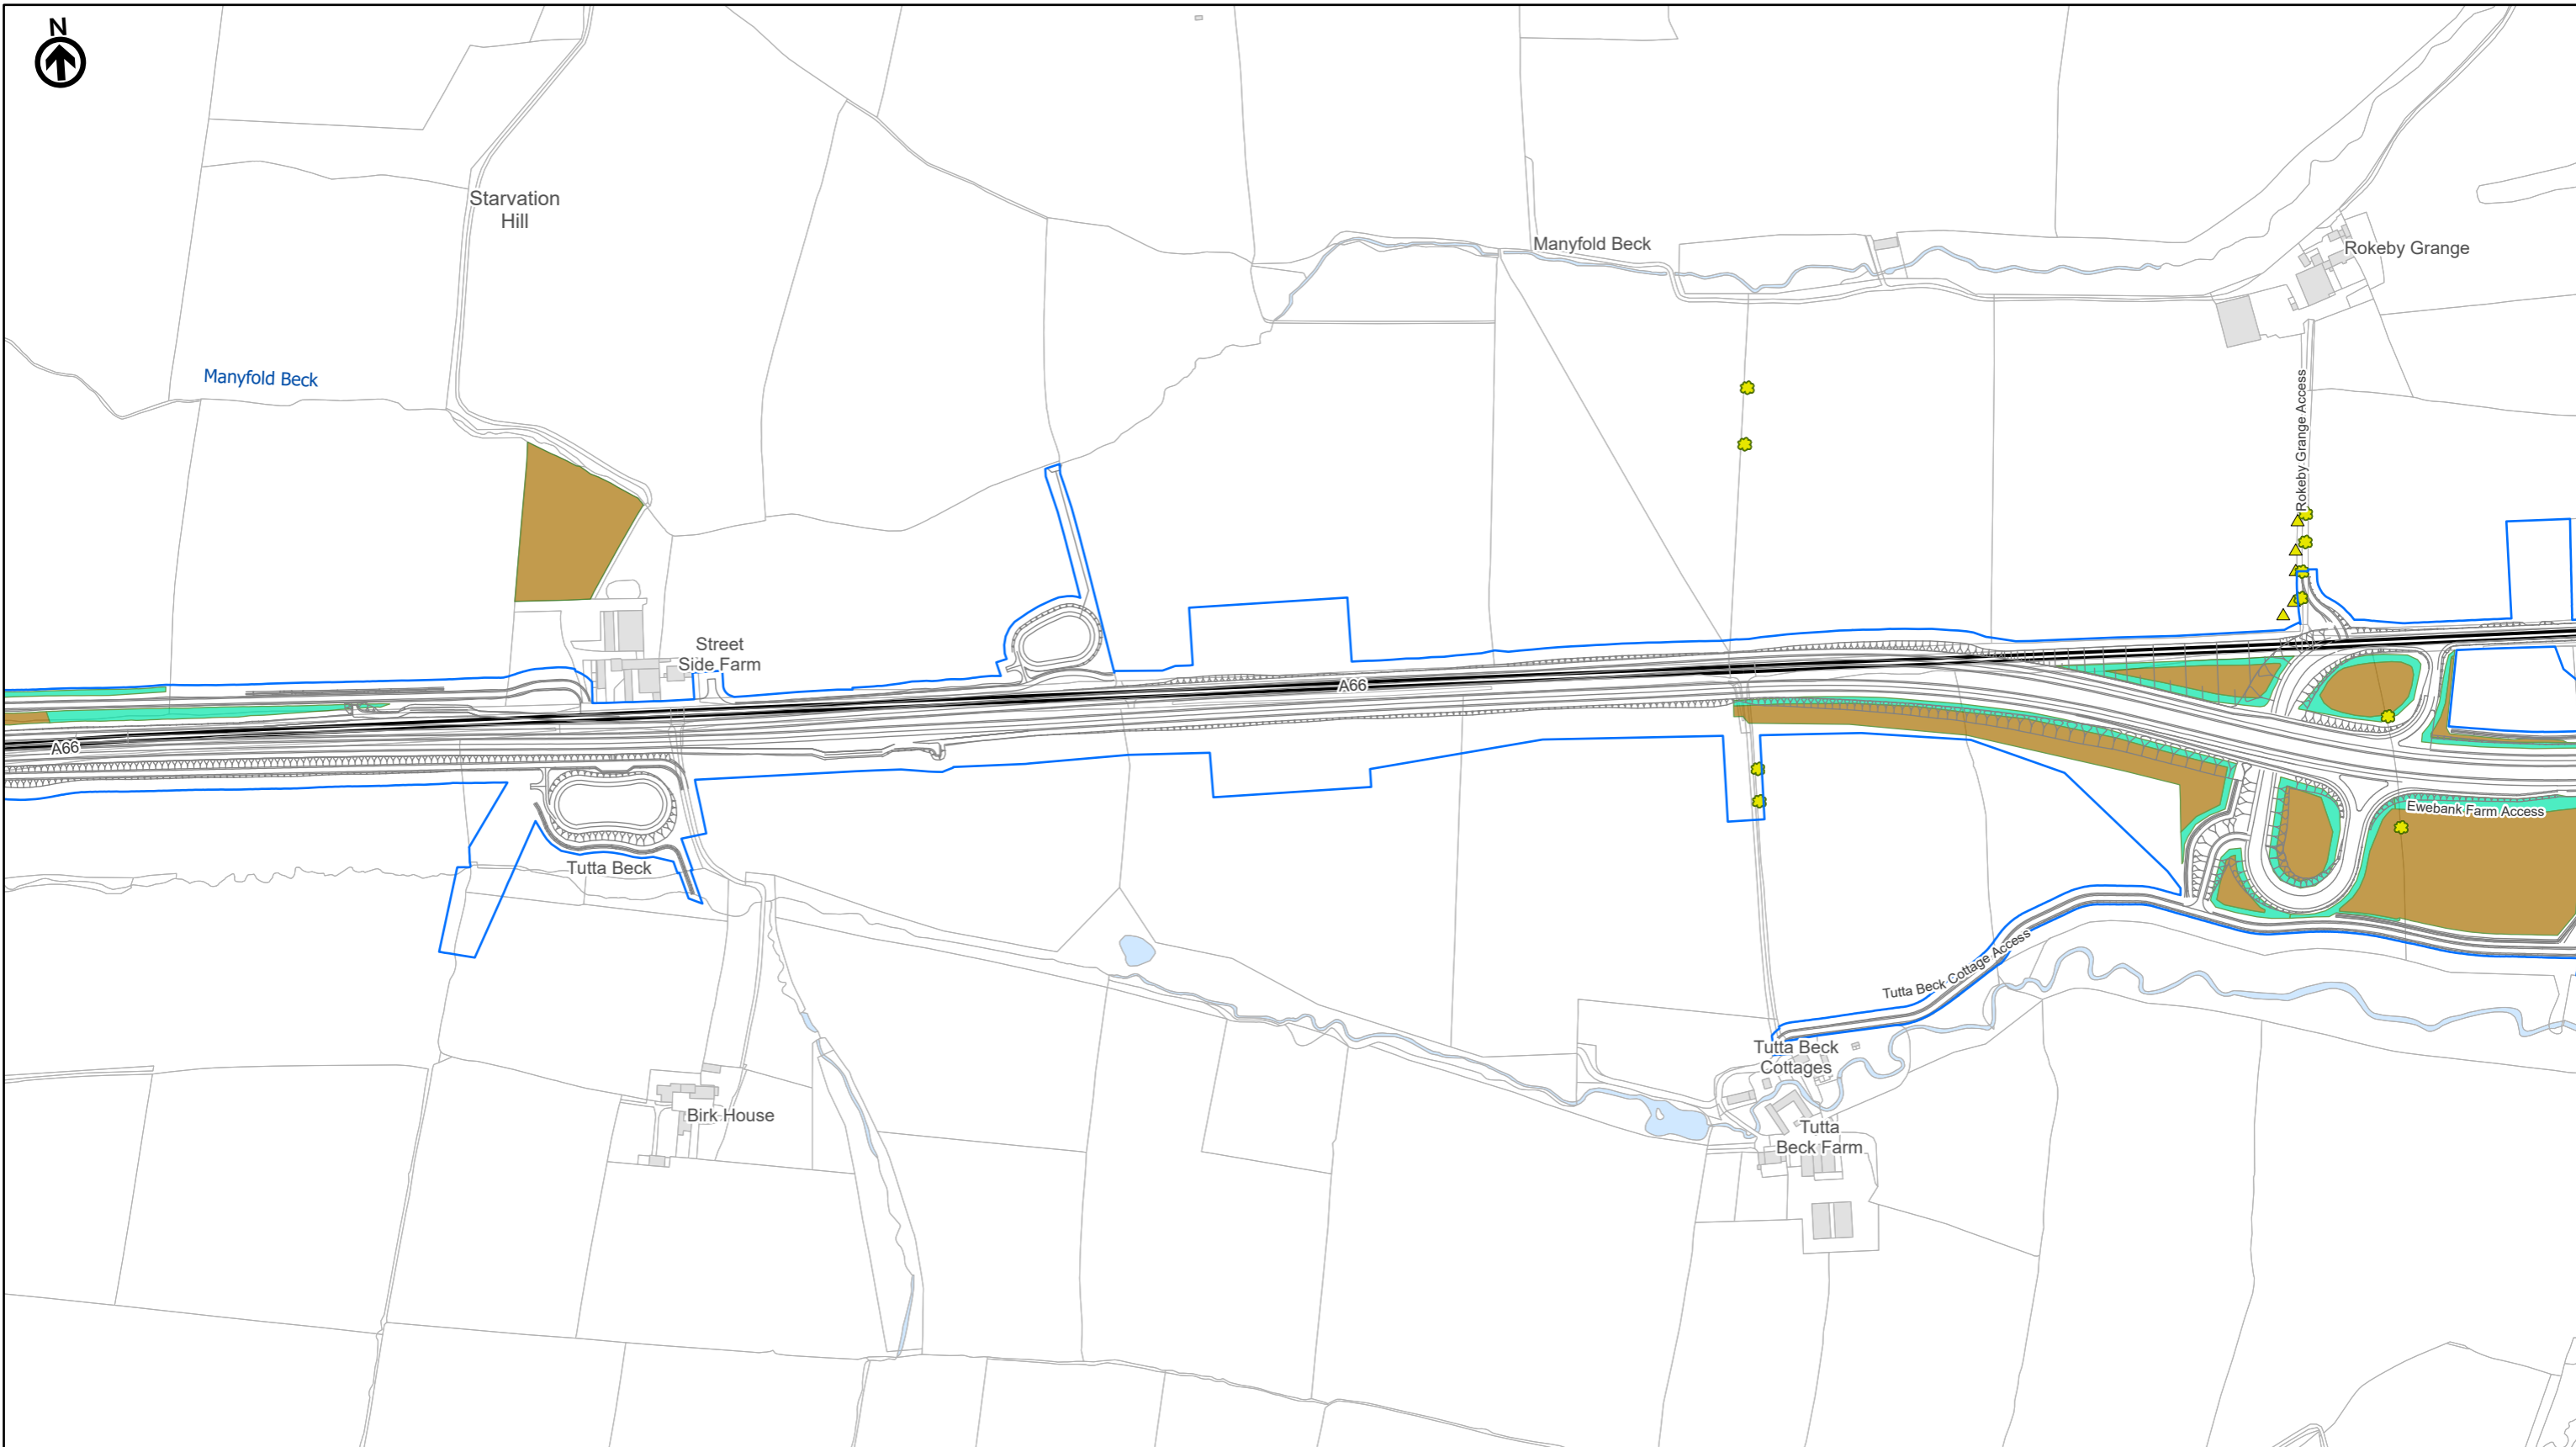 N
Starvation
Hill
Manyfold Beck
Rokeby Grange
Manyfold Beck
Rokeby Grange Access
Street
Side Farm
A66
A66
Ewebank Farm Access
Tutta Beck
Tutta Beck Cottage Access
Tutta Beck
Cottages
Birk House
Tutta
Beck Farm